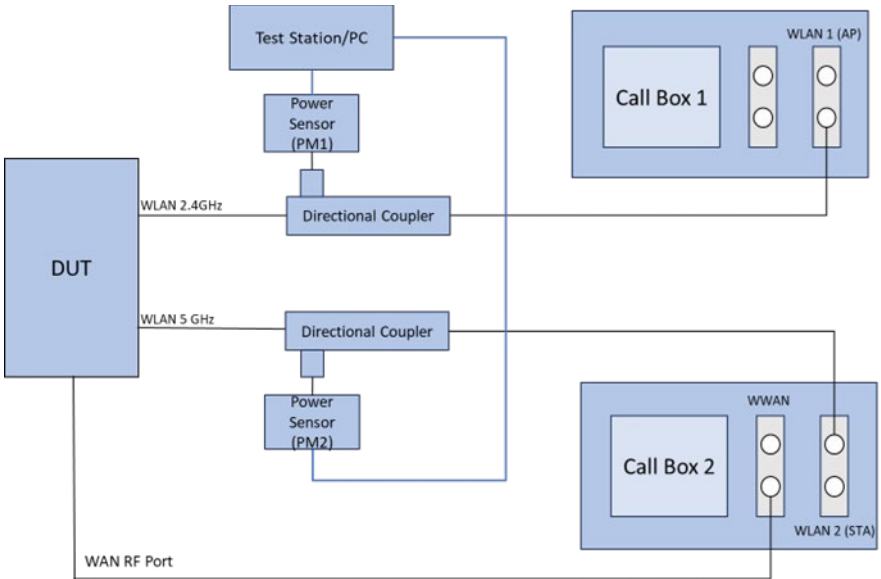 Test Station/PC
WLAN 1 (AP)
Call Box 1
Power
Sensor
(PM1)
WLAN 2.4GHz
Directional Coupler
DUT
WLAN 5 GHz
Directional Coupler
Power
Sensor
(PM2)
WWAN
Call Box 2
WLAN 2 (STA)
WAN RF Port